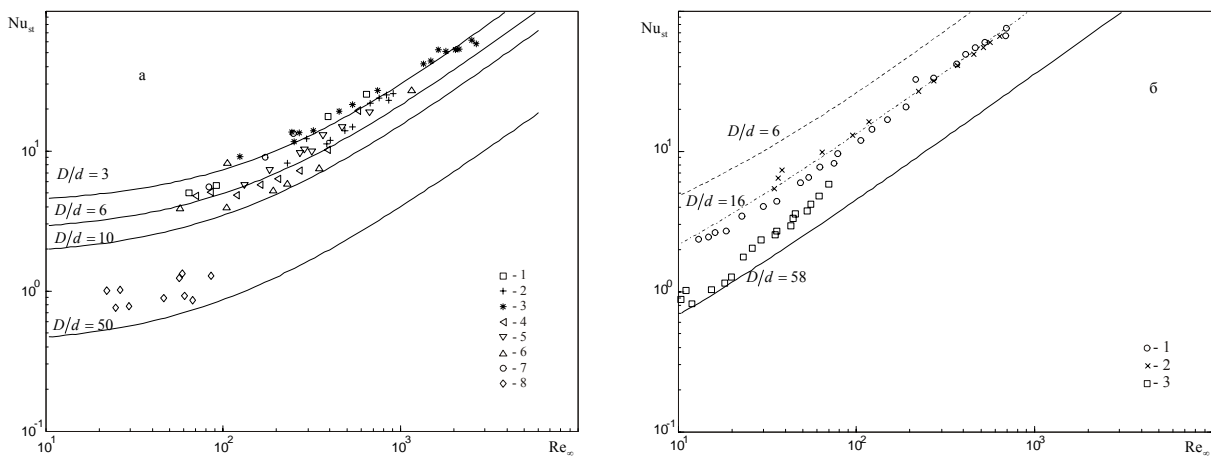 Nu_st
а
10^1
D/d = 3
D/d = 6
D/d = 10
10^0
D/d = 50
- 1
- 2
- 3
- 4
- 5
- 6
- 7
- 8
10^-1
10^1
10^2
10^3
Re_∞
Nu_st
б
D/d = 6
10^1
D/d = 16
D/d = 58
10^0
- 1
- 2
- 3
10^-1
10^1
10^2
10^3
Re_∞